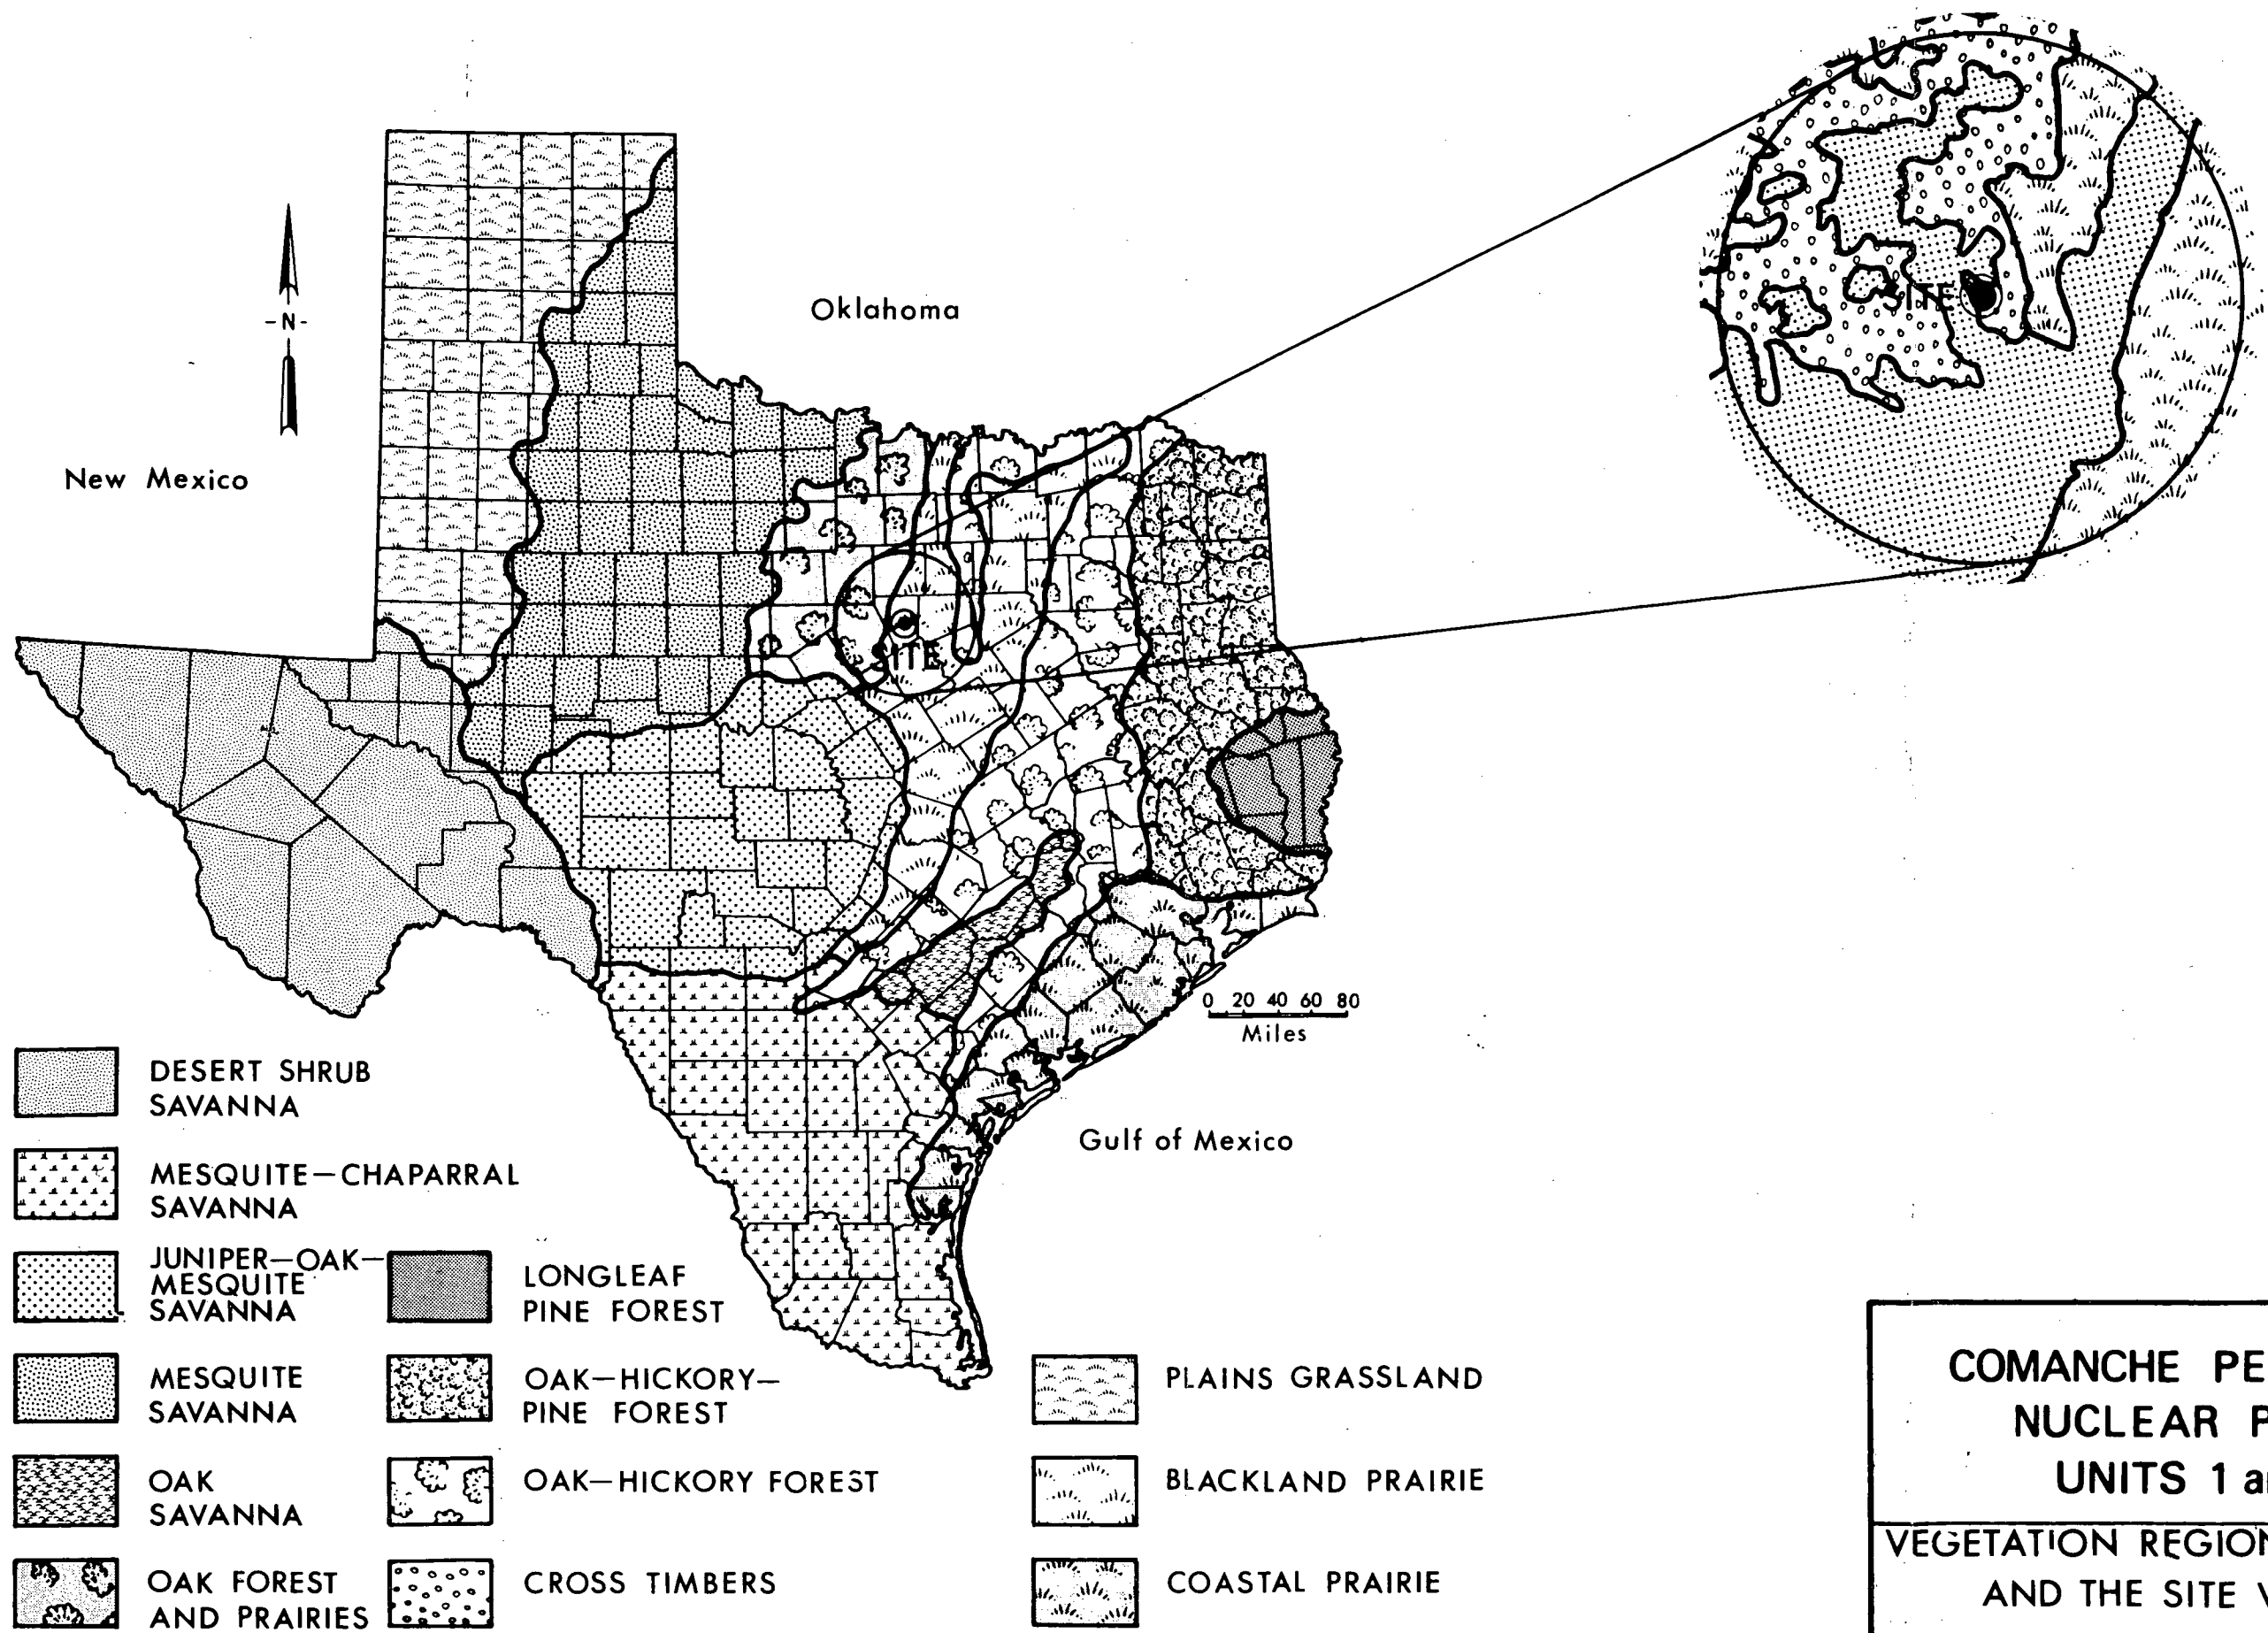 Oklahoma
-N-
New Mexico
SITE
SITE
0 20 40 60 80
Miles
Gulf of Mexico
DESERT SHRUB
SAVANNA
MESQUITE—CHAPARRAL
SAVANNA
JUNIPER—OAK—
MESQUITE
SAVANNA
MESQUITE
SAVANNA
OAK
SAVANNA
OAK FOREST
AND PRAIRIES
LONGLEAF
PINE FOREST
OAK—HICKORY—
PINE FOREST
OAK—HICKORY FOREST
CROSS TIMBERS
PLAINS GRASSLAND
BLACKLAND PRAIRIE
COASTAL PRAIRIE
COMANCHE PE
NUCLEAR P
UNITS 1 a
VEGETATION REGION
AND THE SITE V